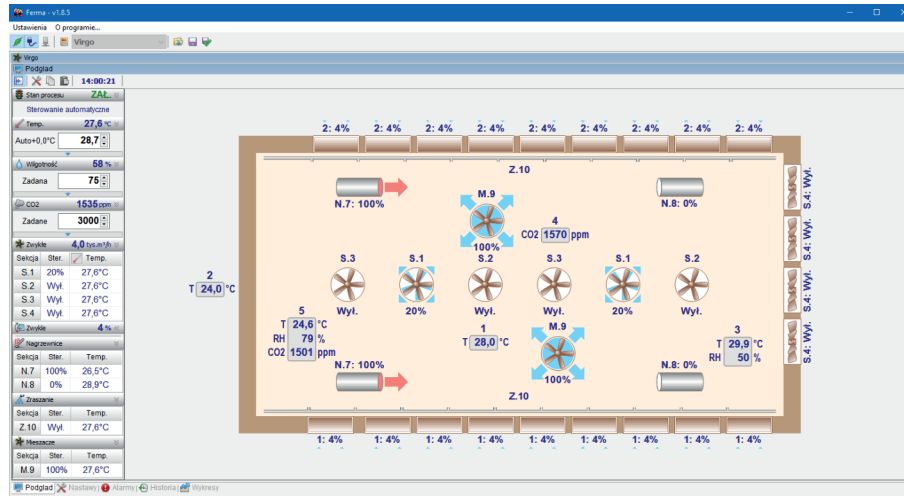 Ferma - v1.8.5
Ustawienia O programie...
Virgo
Virgo
Podgląd
14:00:21
Stan procesu ZAŁ.
Sterowanie automatyczne
Temp. 27,6 °C
Auto+0,0°C 28,7
Wilgotność 58 %
Zadana 75
CO2 1535 ppm
Zadane 3000
Zwykłe 4,0 tys.m³/h
Sekcja Ster. Temp.
S.1 20% 27,6°C
S.2 Wył. 27,6°C
S.3 Wył. 27,6°C
S.4 Wył. 27,6°C
Zwykłe 4 %
Nagrzewnice
Sekcja Ster. Temp.
N.7 100% 26,5°C
N.8 0% 28,9°C
Zraszanie
Sekcja Ster. Temp.
Z.10 Wył. 27,6°C
Mieszacze
Sekcja Ster. Temp.
M.9 100% 27,6°C
2: 4% 2: 4% 2: 4% 2: 4% 2: 4% 2: 4% 2: 4% 2: 4% 2: 4%
Z.10
N.7: 100%
M.9
100%
N.8: 0%
4
CO2 1570 ppm
S.4: Wył.
S.4: Wył.
S.4: Wył.
S.4: Wył.
2
T 24,0 °C
S.3 S.1 S.2 S.3 S.1 S.2
Wył. 20% Wył. Wył. 20% Wył.
5
T 24,6 °C
RH 79 %
CO2 1501 ppm
1
T 28,0 °C
M.9
100%
3
T 29,9 °C
RH 50 %
N.7: 100%
N.8: 0%
Z.10
1: 4% 1: 4% 1: 4% 1: 4% 1: 4% 1: 4% 1: 4% 1: 4% 1: 4%
Podgląd Nastawy Alarmy Historia Wykresy